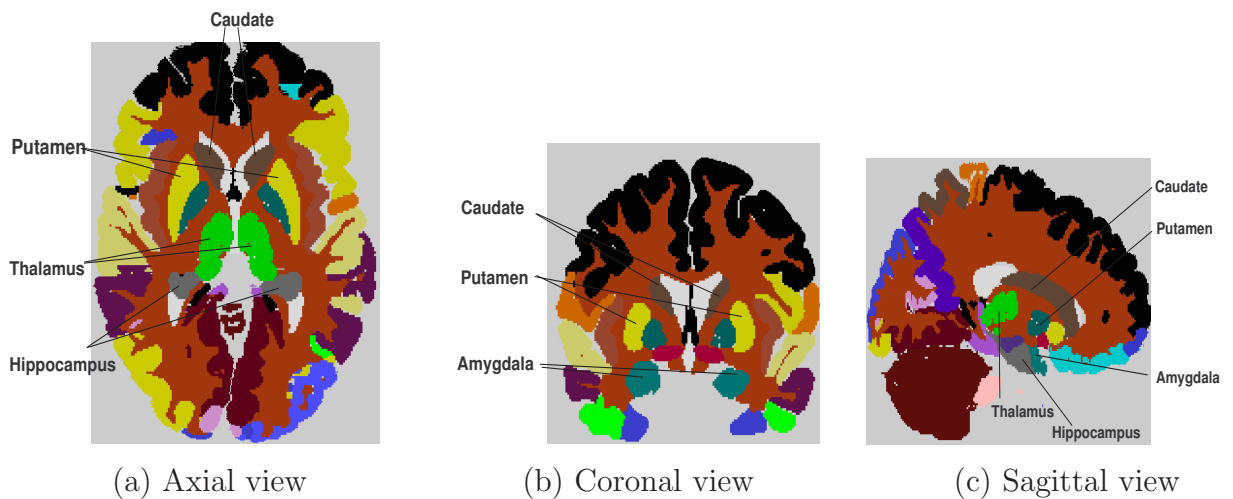 Caudate
Putamen
Thalamus
Hippocampus
(a) Axial view
Caudate
Putamen
Amygdala
(b) Coronal view
Caudate
Putamen
Amygdala
Thalamus
Hippocampus
(c) Sagittal view